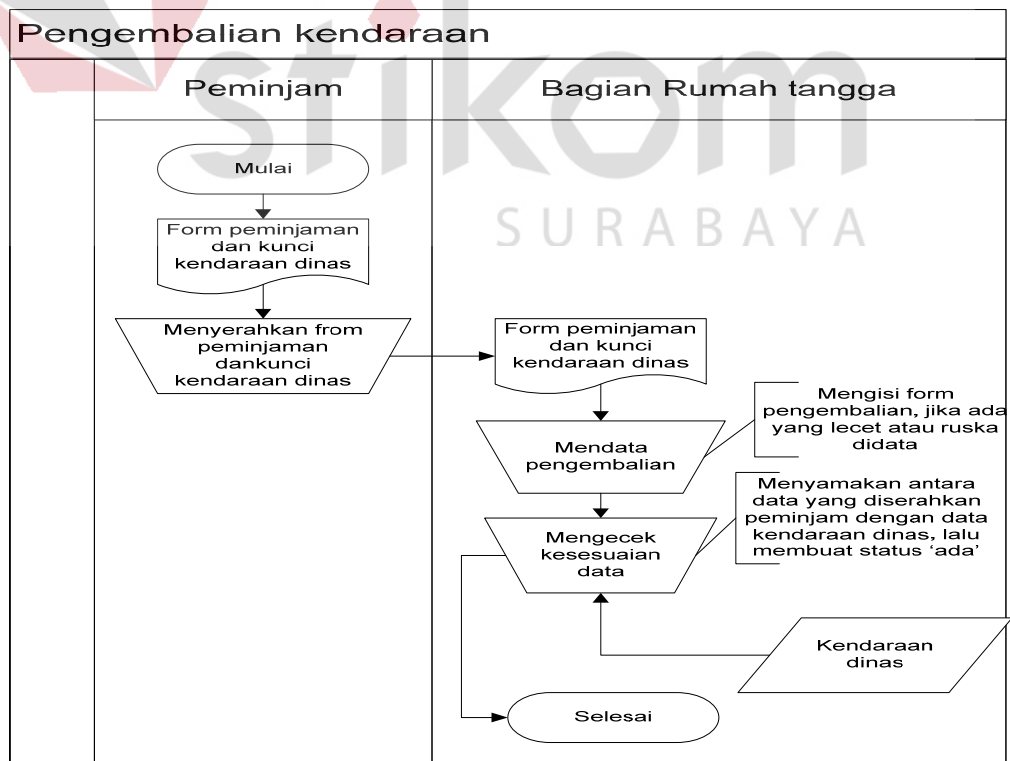 Pengembalian kendaraan
stikom
SURABAYA
Peminjam
Bagian Rumah tangga
Mulai
Form peminjaman
dan kunci
kendaraan dinas
Menyerahkan from
peminjaman
dankunci
kendaraan dinas
Form peminjaman
dan kunci
kendaraan dinas
Mengisi form
pengembalian, jika ada
yang lecet atau ruska
didata
Mendata
pengembalian
Menyamakan antara
data yang diserahkan
peminjam dengan data
kendaraan dinas, lalu
membuat status ‘ada’
Mengecek
kesesuaian
data
Kendaraan
dinas
Selesai